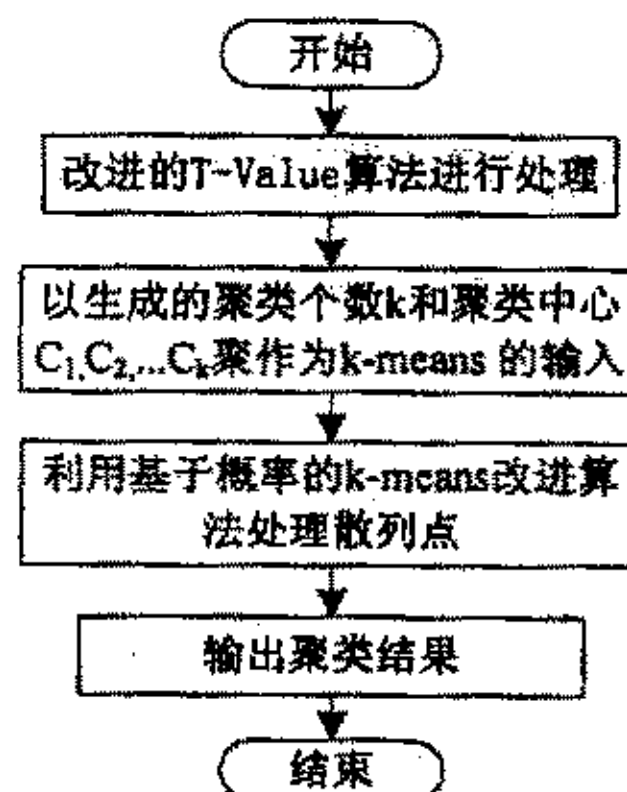 开始
改进的T-Value算法进行处理
以生成的聚类个数k和聚类中心
C₁,C₂,...Cₖ聚作为k-means 的输入
利用基于概率的k-means改进算
法处理散列点
输出聚类结果
结束